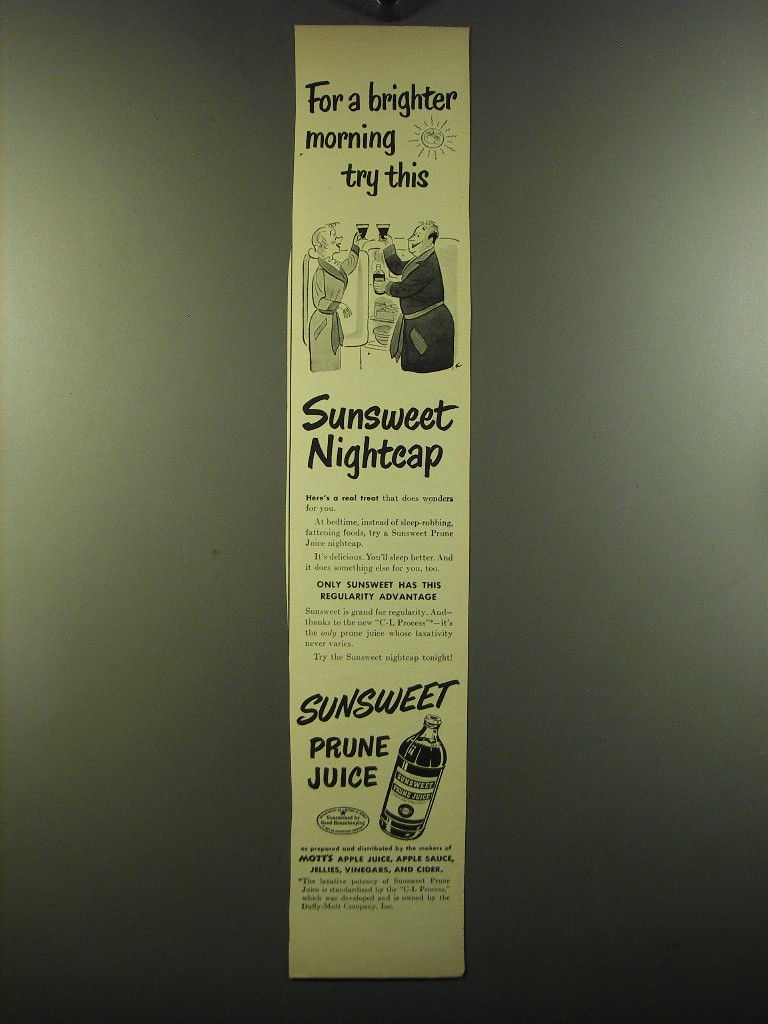 For a brighter
morning
try this
Sunsweet
Nightcap
Here's a real treat that does wonders
for you.
At bedtime, instead of sleep-robbing,
fattening foods, try a Sunsweet Prune
Juice nightcap.
It's delicious. You'll sleep better. And
it does something else for you, too.
ONLY SUNSWEET HAS THIS
REGULARITY ADVANTAGE
Sunsweet is grand for regularity. And—
thanks to the new "C-L Process"*—it's
the only prune juice whose laxativity
never varies.
Try the Sunsweet nightcap tonight!
SUNSWEET
PRUNE
JUICE
SUNSWEET
PRUNE JUICE
Guaranteed by
Good Housekeeping
as prepared and distributed by the makers of
MOTT'S APPLE JUICE, APPLE SAUCE,
JELLIES, VINEGARS, AND CIDER.
*The laxative potency of Sunsweet Prune
Juice is standardized by the "C-L Process,"
which was developed and is owned by the
Duffy-Mott Company, Inc.